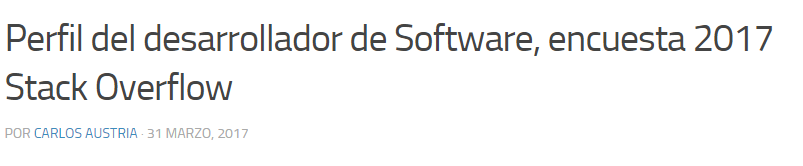 Perfil del desarrollador de Software, encuesta 2017
Stack Overflow
POR CARLOS AUSTRIA · 31 MARZO, 2017